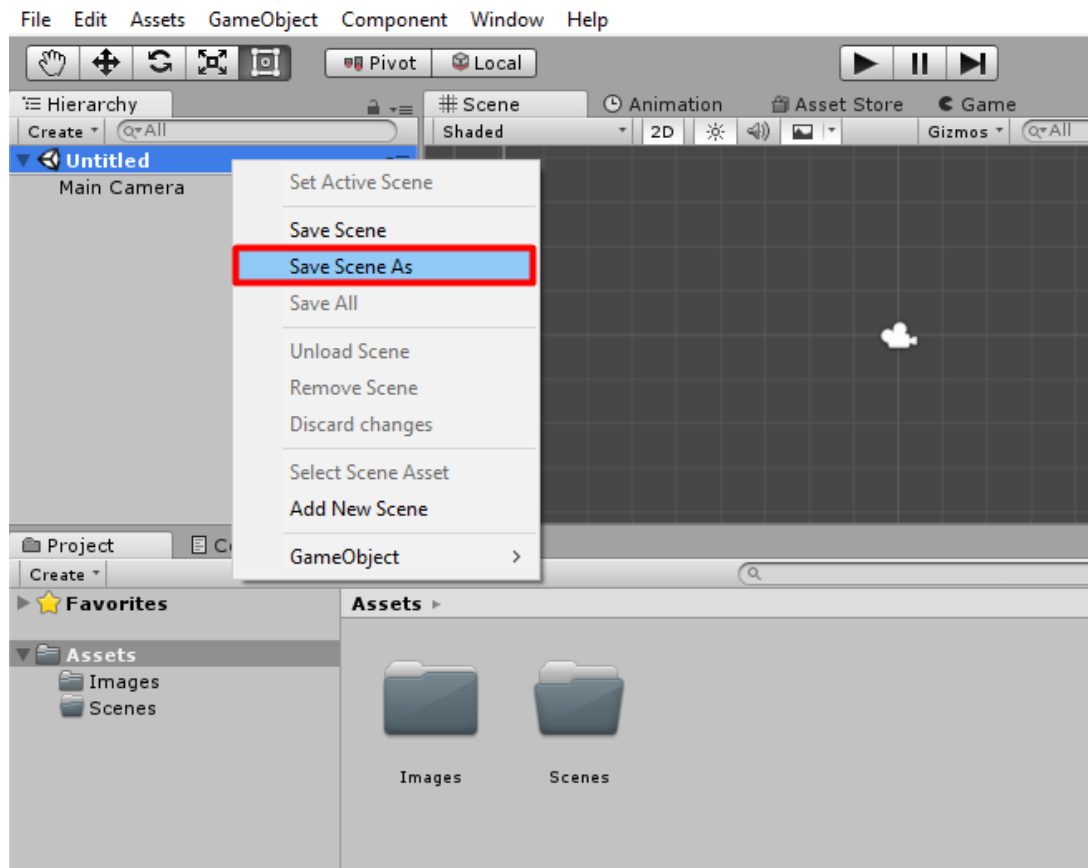 File Edit Assets GameObject Component Window Help
Pivot Local
Hierarchy
Scene Animation Asset Store Game
Create All
Shaded 2D Gizmos All
Untitled
Main Camera
Set Active Scene
Save Scene
Save Scene As
Save All
Unload Scene
Remove Scene
Discard changes
Select Scene Asset
Add New Scene
GameObject
Project
Create
Favorites
Assets
Images
Scenes
Assets
Images Scenes